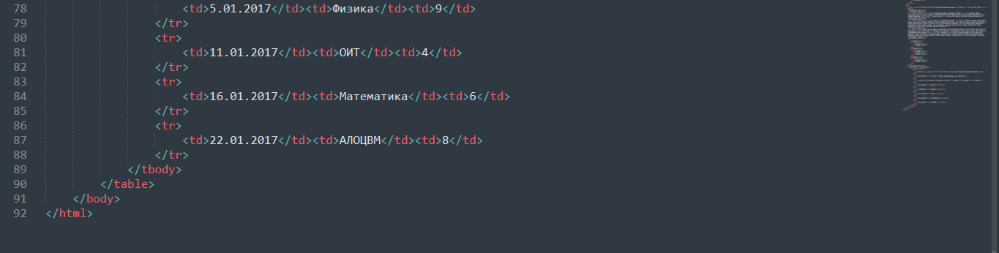 78 <td>5.01.2017</td><td>Физика</td><td>9</td>
79 </tr>
80 <tr>
81 <td>11.01.2017</td><td>ОИТ</td><td>4</td>
82 </tr>
83 <tr>
84 <td>16.01.2017</td><td>Математика</td><td>6</td>
85 </tr>
86 <tr>
87 <td>22.01.2017</td><td>АЛОЦВМ</td><td>8</td>
88 </tr>
89 </tbody>
90 </table>
91 </body>
92 </html>